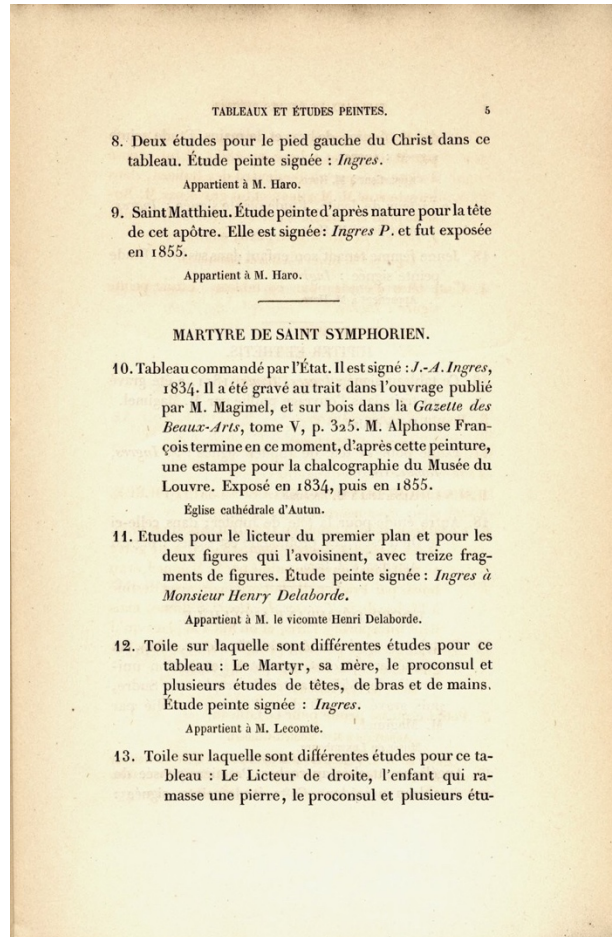 TABLEAUX ET ÉTUDES PEINTES. 5
8. Deux études pour le pied gauche du Christ dans ce
tableau. Étude peinte signée : Ingres.
Appartient à M. Haro.
9. Saint Matthieu. Étude peinte d'après nature pour la tête
de cet apôtre. Elle est signée : Ingres P. et fut exposée
en 1855.
Appartient à M. Haro.
MARTYRE DE SAINT SYMPHORIEN.
10. Tableau commandé par l'État. Il est signé : J.-A. Ingres,
1834. Il a été gravé au trait dans l'ouvrage publié
par M. Magimel, et sur bois dans la Gazette des
Beaux-Arts, tome V, p. 325. M. Alphonse Fran-
çois termine en ce moment, d'après cette peinture,
une estampe pour la chalcographie du Musée du
Louvre. Exposé en 1834, puis en 1855.
Église cathédrale d'Autun.
11. Etudes pour le licteur du premier plan et pour les
deux figures qui l'avoisinent, avec treize frag-
ments de figures. Étude peinte signée : Ingres à
Monsieur Henry Delaborde.
Appartient à M. le vicomte Henri Delaborde.
12. Toile sur laquelle sont différentes études pour ce
tableau : Le Martyr, sa mère, le proconsul et
plusieurs études de têtes, de bras et de mains.
Étude peinte signée : Ingres.
Appartient à M. Lecomte.
13. Toile sur laquelle sont différentes études pour ce ta-
bleau : Le Licteur de droite, l'enfant qui ra-
masse une pierre, le proconsul et plusieurs étu-